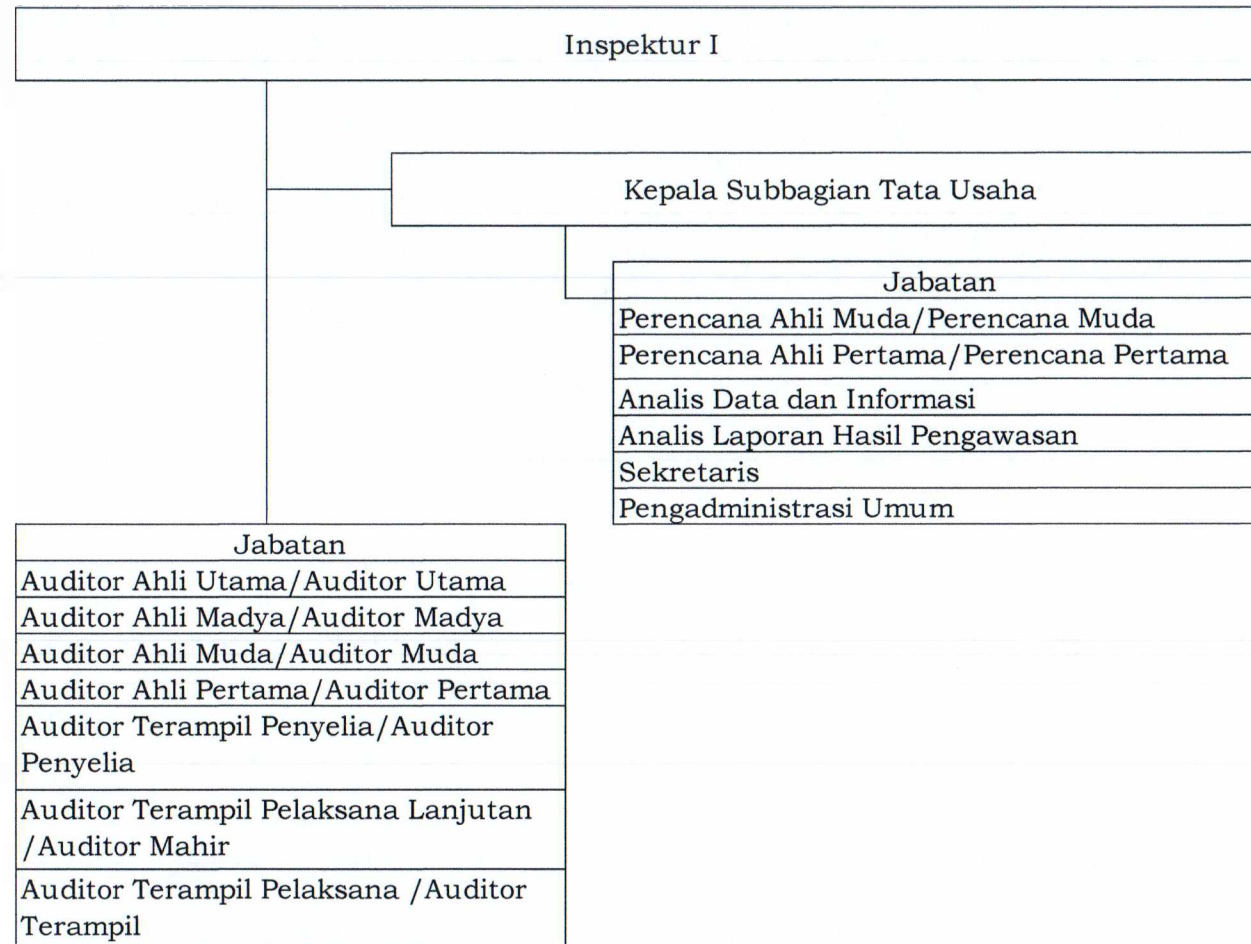 Inspektur I
Kepala Subbagian Tata Usaha
Jabatan
Perencana Ahli Muda/Perencana Muda
Perencana Ahli Pertama/Perencana Pertama
Analis Data dan Informasi
Analis Laporan Hasil Pengawasan
Sekretaris
Pengadministrasi Umum
Jabatan
Auditor Ahli Utama/Auditor Utama
Auditor Ahli Madya/Auditor Madya
Auditor Ahli Muda/Auditor Muda
Auditor Ahli Pertama/Auditor Pertama
Auditor Terampil Penyelia/Auditor
Penyelia
Auditor Terampil Pelaksana Lanjutan
/Auditor Mahir
Auditor Terampil Pelaksana /Auditor
Terampil